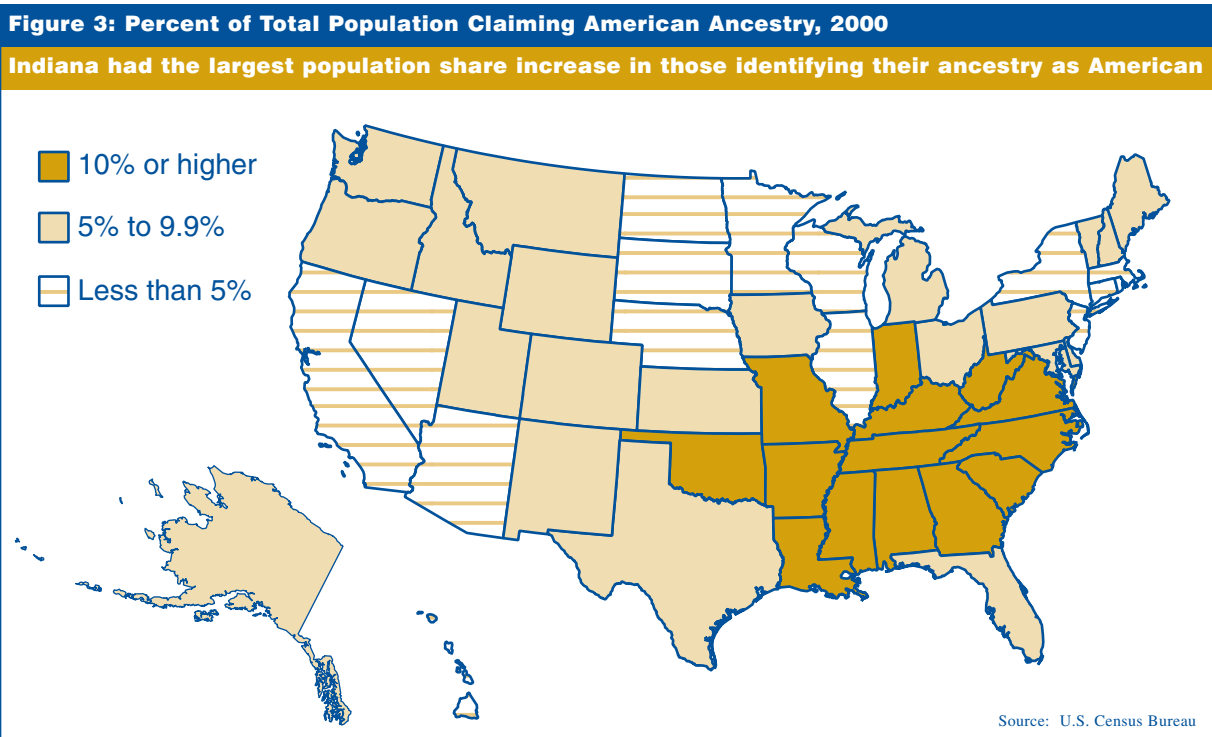 Figure 3: Percent of Total Population Claiming American Ancestry, 2000
Indiana had the largest population share increase in those identifying their ancestry as American
10% or higher
5% to 9.9%
Less than 5%
Source: U.S. Census Bureau